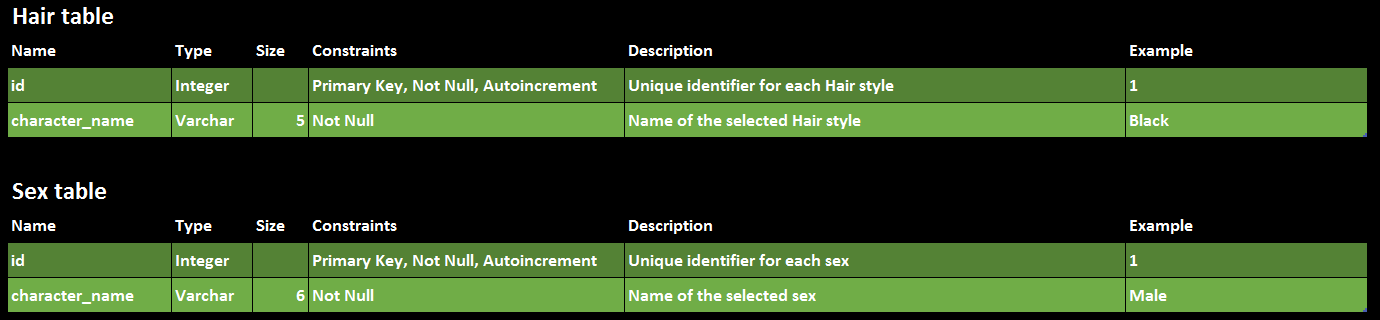 Hair table
Name Type Size Constraints Description Example
id Integer Primary Key, Not Null, Autoincrement Unique identifier for each Hair style 1
character_name Varchar 5 Not Null Name of the selected Hair style Black
Sex table
Name Type Size Constraints Description Example
id Integer Primary Key, Not Null, Autoincrement Unique identifier for each sex 1
character_name Varchar 6 Not Null Name of the selected sex Male